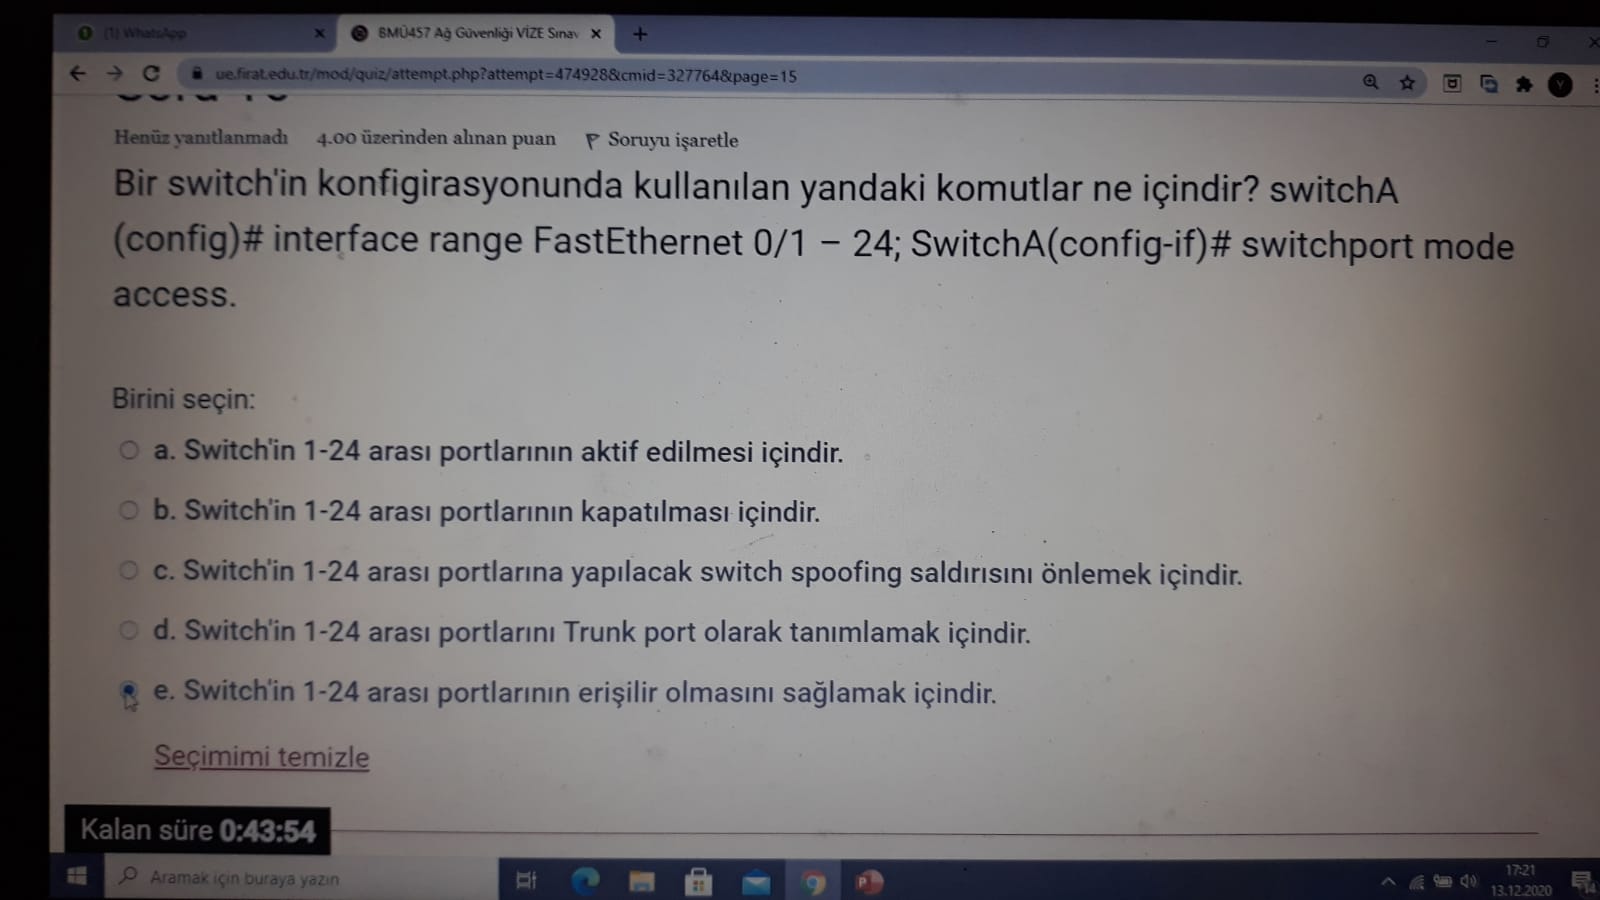 (1) WhatsApp
BMÜ457 Ağ Güvenliği VİZE Sınav
ue.firat.edu.tr/mod/quiz/attempt.php?attempt=474928&cmid=327764&page=15
Henüz yanıtlanmadı 4.00 üzerinden alınan puan Soruyu işaretle
Bir switch'in konfigirasyonunda kullanılan yandaki komutlar ne içindir? switchA
(config)# interface range FastEthernet 0/1 – 24; SwitchA(config-if)# switchport mode
access.
Birini seçin:
a. Switch'in 1-24 arası portlarının aktif edilmesi içindir.
b. Switch'in 1-24 arası portlarının kapatılması içindir.
c. Switch'in 1-24 arası portlarına yapılacak switch spoofing saldırısını önlemek içindir.
d. Switch'in 1-24 arası portlarını Trunk port olarak tanımlamak içindir.
e. Switch'in 1-24 arası portlarının erişilir olmasını sağlamak içindir.
Seçimimi temizle
Kalan süre 0:43:54
Aramak için buraya yazın
17:21
13.12.2020
14